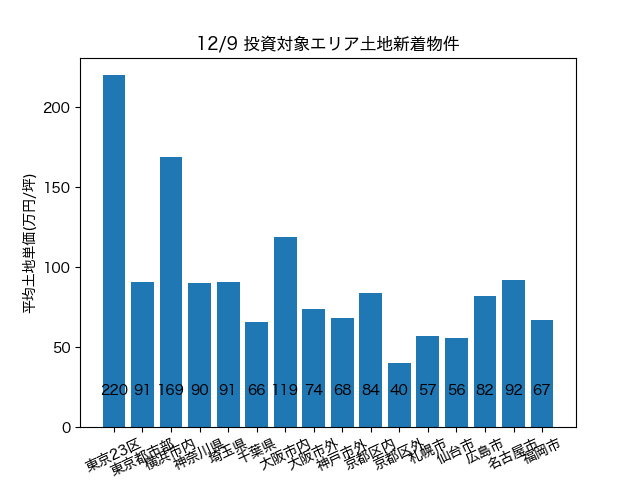 12/9 投資対象エリア土地新着物件
平均土地単価(万円/坪)
200
150
100
50
0
220 91 169 90 91 66 119 74 68 84 40 57 56 82 92 67
東京23区 東京都市部 横浜市内 神奈川県 埼玉県 千葉県 大阪市内 大阪市外 神戸市外 京都区内 京都区外 札幌市 仙台市 広島市 名古屋市 福岡市